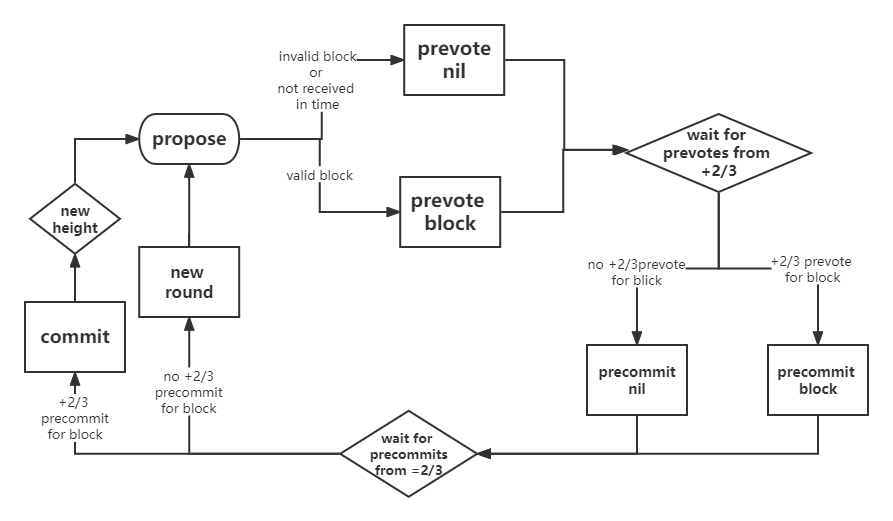 invalid block
or
not received
in time
prevote
nil
propose
wait for
prevotes from
+2/3
valid block
prevote
block
new
height
new
round
no +2/3prevote
for blick
+2/3 prevote
for block
commit
precommit
nil
precommit
block
no +2/3
precommit
for block
+2/3
precommit
for block
wait for
precommits
from =2/3